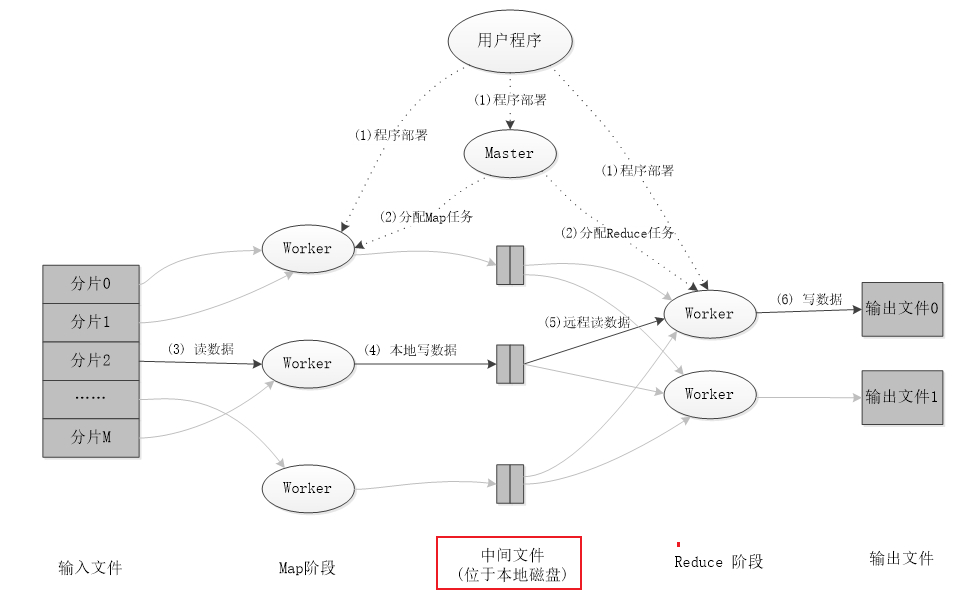 用户程序
(1)程序部署
(1)程序部署
Master
(1)程序部署
(2)分配Map任务
(2)分配Reduce任务
Worker
分片0
分片1
分片2
……
分片M
(3) 读数据
Worker
(4) 本地写数据
(5)远程读数据
Worker
(6) 写数据
输出文件0
Worker
输出文件1
Worker
输入文件
Map阶段
中间文件
(位于本地磁盘)
Reduce 阶段
输出文件